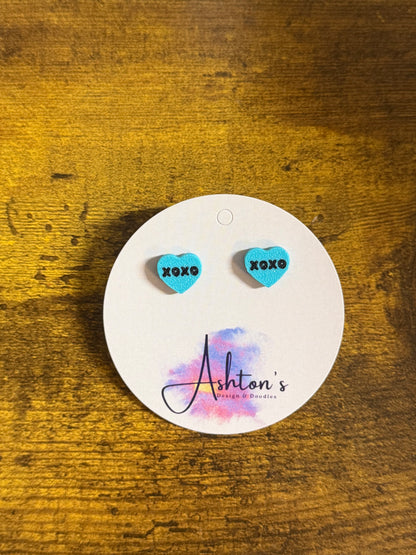 XOXO
XOXO
Ashton's
Design & Doodles